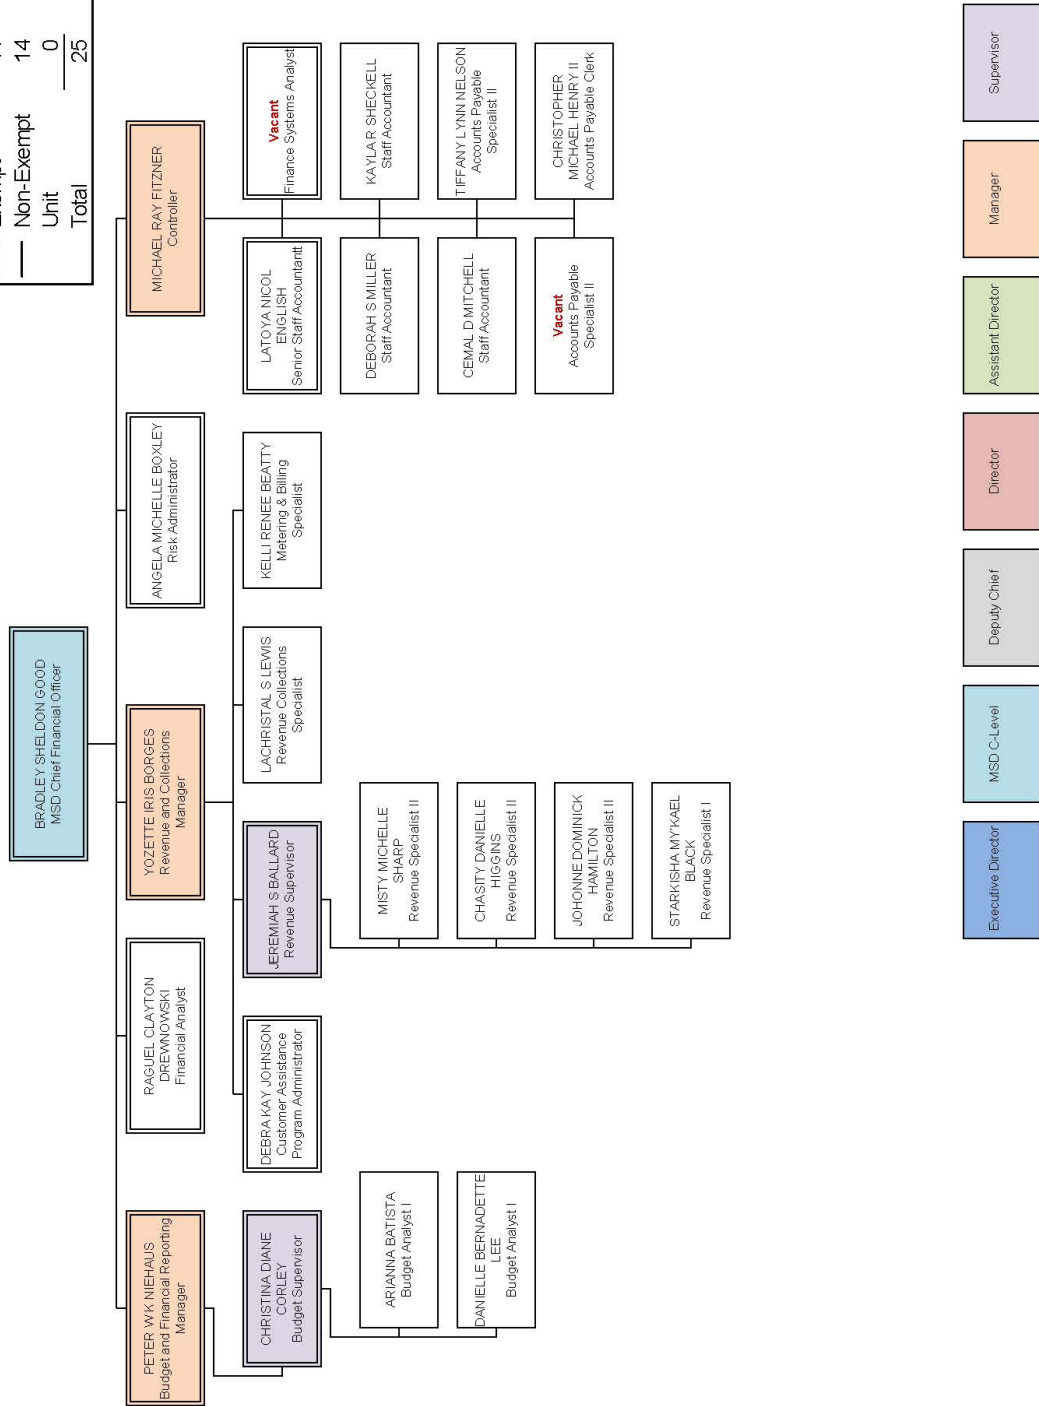 Non-Exempt 14
Unit 0
Total 25
BRADLEY SHELDON GOOD
MSD Chief Financial Officer
PETER WK NIEHAUS
Budget and Financial Reporting
Manager
RAGUEL CLAYTON
DREWNOWSKI
Financial Analyst
YOZETTE IRIS BORGES
Revenue and Collections
Manager
ANGELA MICHELLE BOXLEY
Risk Administrator
MICHAEL RAY FITZNER
Controller
CHRISTINA DIANE
CORLEY
Budget Supervisor
DEBRA KAY JOHNSON
Customer Assistance
Program Administrator
JEREMIAH S BALLARD
Revenue Supervisor
LACHRISTAL S LEWIS
Revenue Collections
Specialist
KELLI RENEE BEATTY
Metering & Billing
Specialist
LATOYA NICOL
ENGLISH
Senior Staff Accountantt
Vacant
Finance Systems Analyst
ARIANNA BATISTA
Budget Analyst I
DANIELLE BERNADETTE
LEE
Budget Analyst I
MISTY MICHELLE
SHARP
Revenue Specialist II
CHASITY DANIELLE
HIGGINS
Revenue Specialist II
JOHONNE DOMINICK
HAMILTON
Revenue Specialist II
STARKISHA MY'KAEL
BLACK
Revenue Specialist I
DEBORAH S MILLER
Staff Accountant
KAYLA R SHECKELL
Staff Accountant
CEMAL D MITCHELL
Staff Accountant
TIFFANY LYNN NELSON
Accounts Payable
Specialist II
Vacant
Accounts Payable
Specialist II
CHRISTOPHER
MICHAEL HENRY II
Accounts Payable Clerk
Executive Director
MSD C-Level
Deputy Chief
Director
Assistant Director
Manager
Supervisor